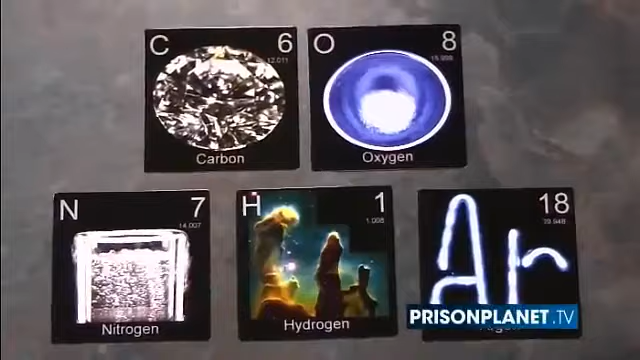 C 6 O 8
12.011 15.999
Carbon Oxygen
N 7 H 1 Ar 18
14.007 1.008 39.948
Nitrogen Hydrogen
PRISONPLANET.TV